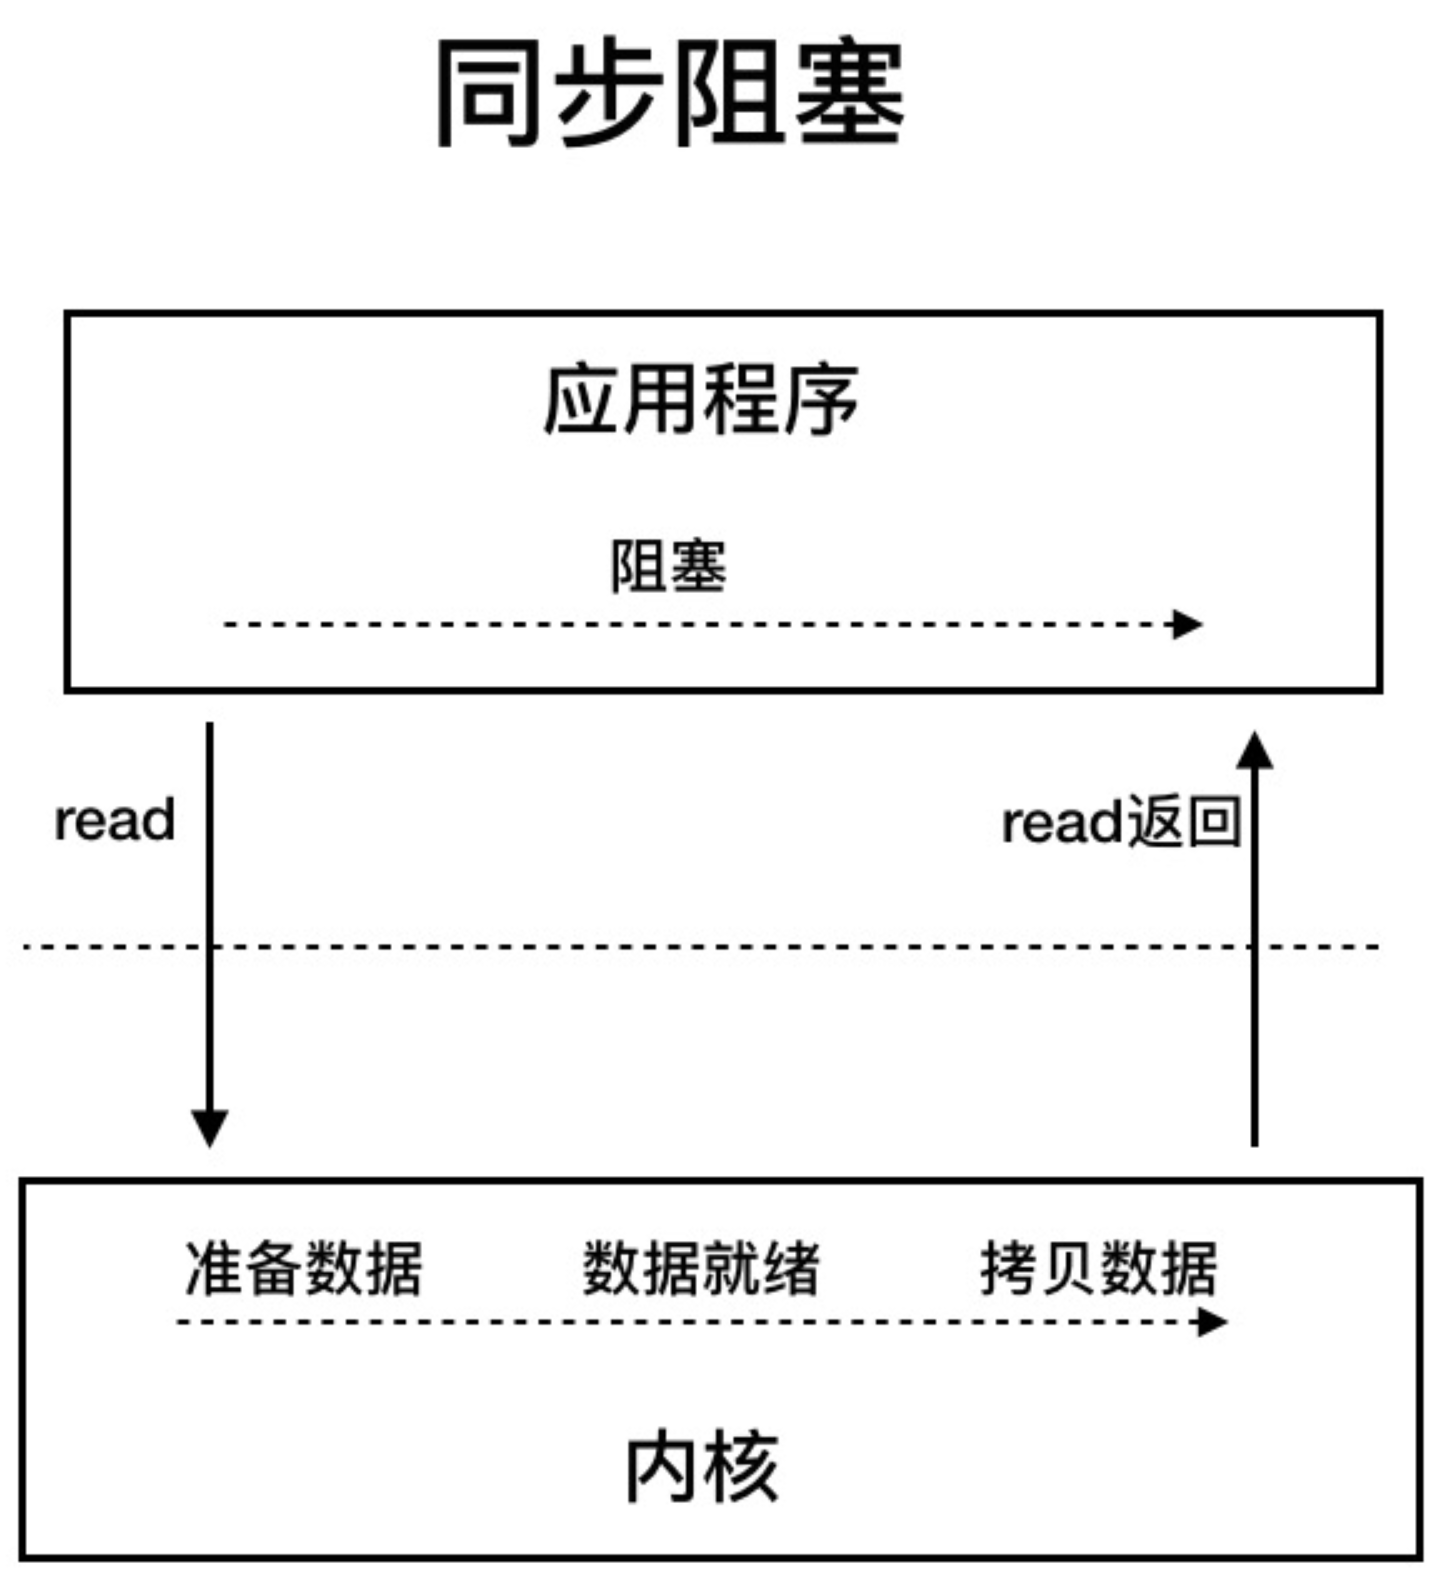 同步阻塞
应用程序
阻塞
read
read返回
准备数据 数据就绪 拷贝数据
内核